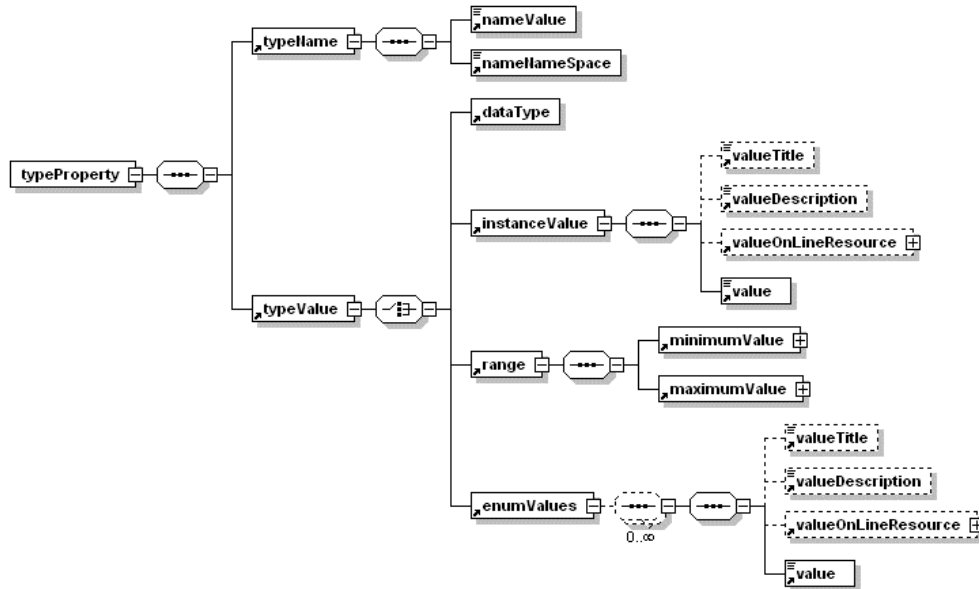 nameValue
typeName
nameNameSpace
dataType
valueTitle
typeProperty
valueDescription
instanceValue
valueOnLineResource
value
typeValue
minimumValue
range
maximumValue
valueTitle
valueDescription
enumValues
0..∞
valueOnLineResource
value